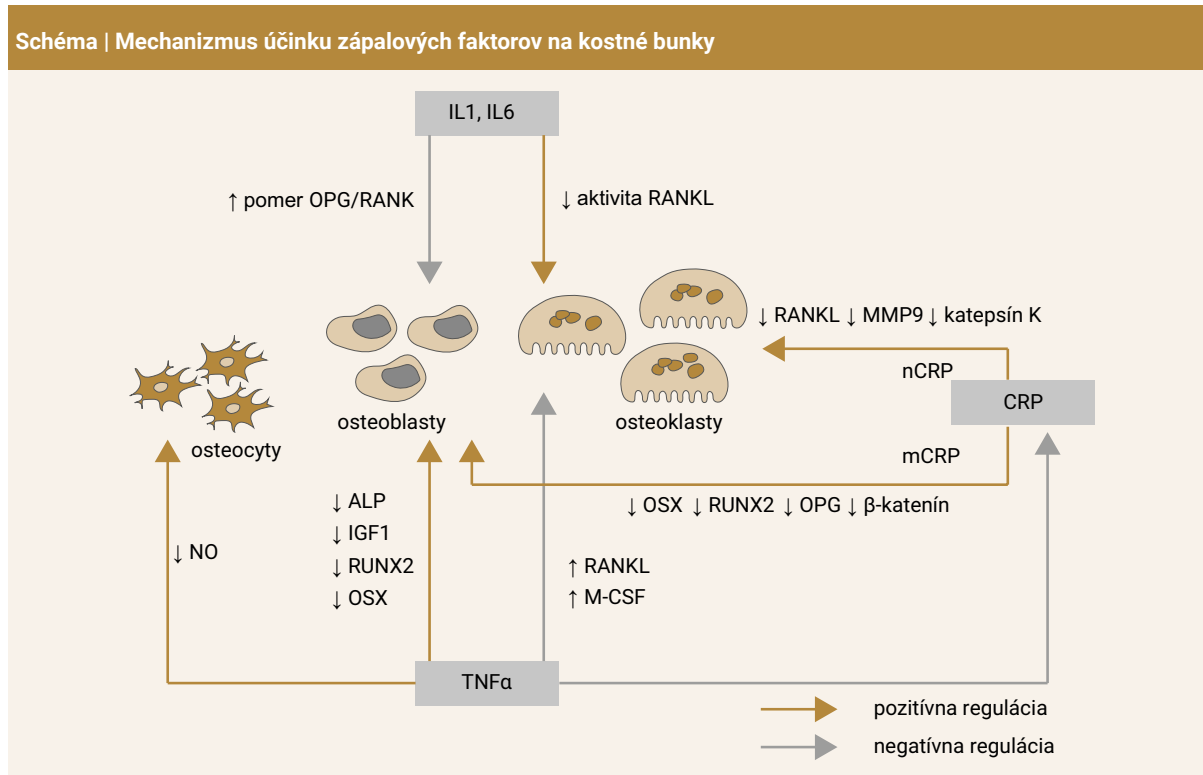 Schéma | Mechanizmus účinku zápalových faktorov na kostné bunky
IL1, IL6
↑ pomer OPG/RANK
↓ aktivita RANKL
↓ RANKL ↓ MMP9 ↓ katepsín K
nCRP
CRP
osteoblasty
osteoklasty
osteocyty
mCRP
↓ OSX ↓ RUNX2 ↓ OPG ↓ β-katenín
↓ ALP
↓ IGF1
↓ RUNX2
↓ OSX
↓ NO
↑ RANKL
↑ M-CSF
TNFα
pozitívna regulácia
negatívna regulácia